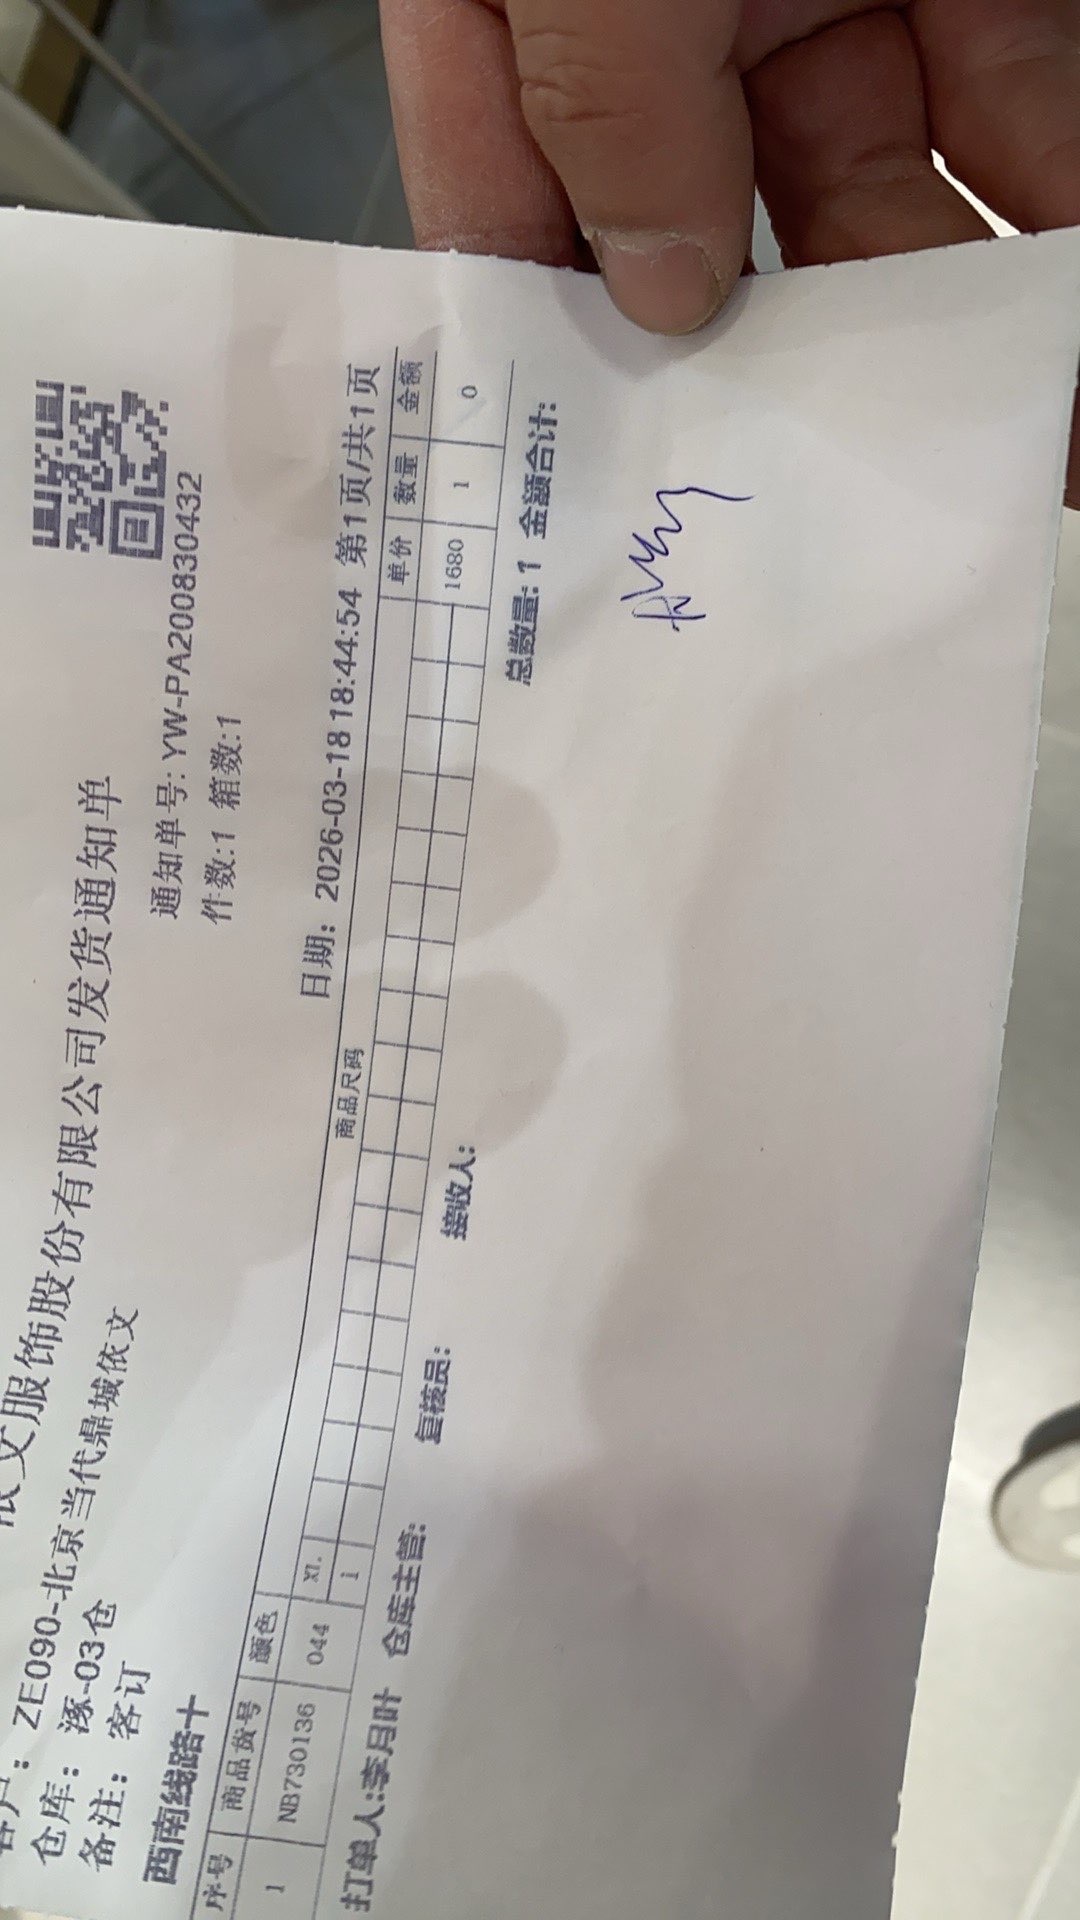 依文服饰股份有限公司发货通知单
客户: ZE090-北京当代鼎城依文
通知单号: YW-PA200830432
仓库: 涿-03仓
件数:1 箱数:1
备注: 客订
西南线路十
日期: 2026-03-18 18:44:54 第1页/共1页
序号 商品货号 颜色 商品尺码 单价 数量 金额
XL
1 NB730136 044 1 1680 1 0
打单人:李月叶 仓库主管: 复核员: 接收人: 总数量:1 金额合计: